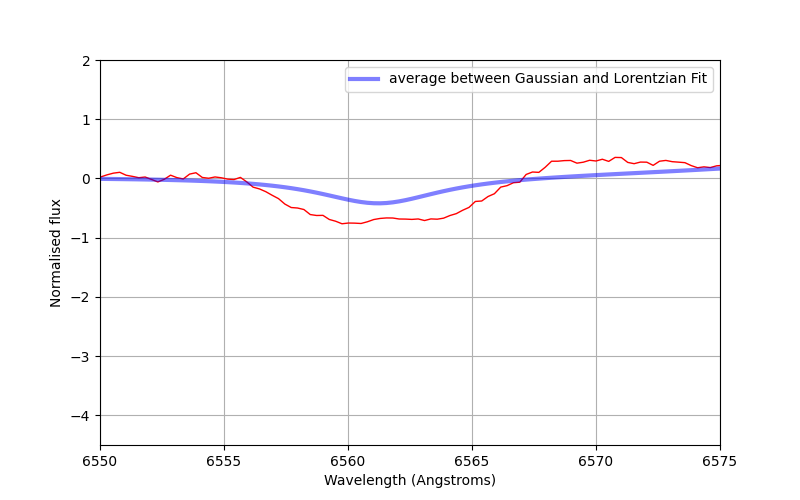 average between Gaussian and Lorentzian Fit
2
1
0
−1
−2
−3
−4
Normalised flux
6550 6555 6560 6565 6570 6575
Wavelength (Angstroms)